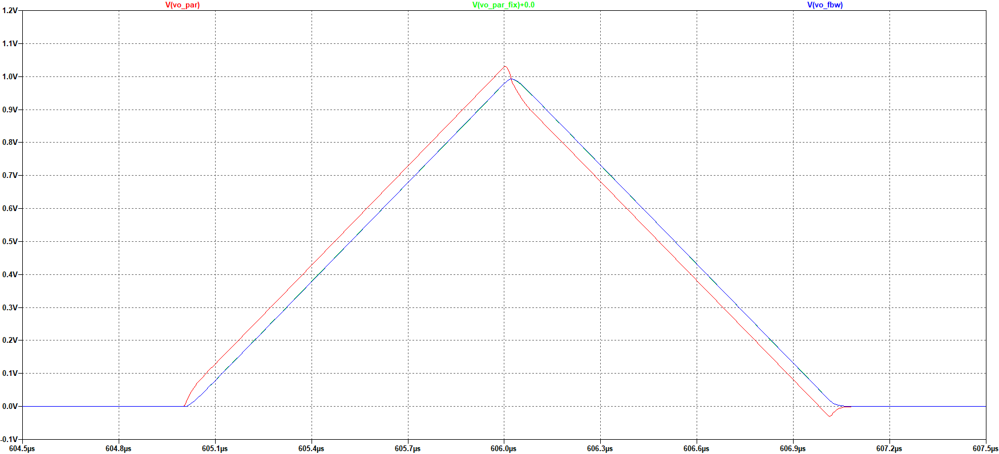 V(vo_par) V(vo_par_fix)+0.0 V(vo_fbw)
1.2V
1.1V
1.0V
0.9V
0.8V
0.7V
0.6V
0.5V
0.4V
0.3V
0.2V
0.1V
0.0V
-0.1V
604.5µs 604.8µs 605.1µs 605.4µs 605.7µs 606.0µs 606.3µs 606.6µs 606.9µs 607.2µs 607.5µs